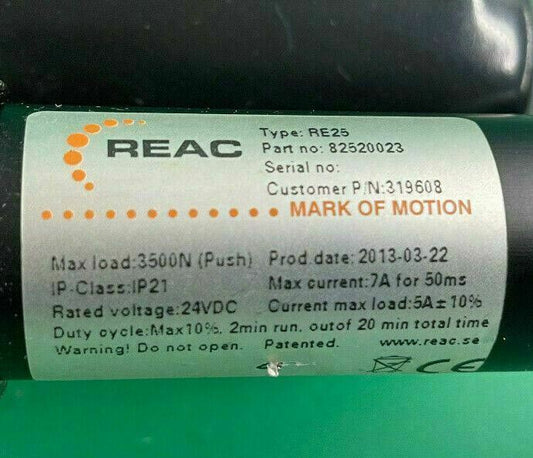 REAC
Type: RE25
Part no: 82520023
Serial no:
Customer P/N:319608
MARK OF MOTION
Max load:3500N (Push)
Prod.date: 2013-03-22
IP-Class:IP21
Max current:7A for 50ms
Rated voltage:24VDC
Current max load:5A±10%
Duty cycle:Max10%, 2min run, outof 20 min total time
Warning! Do not open. Patented. www.reac.se
CE